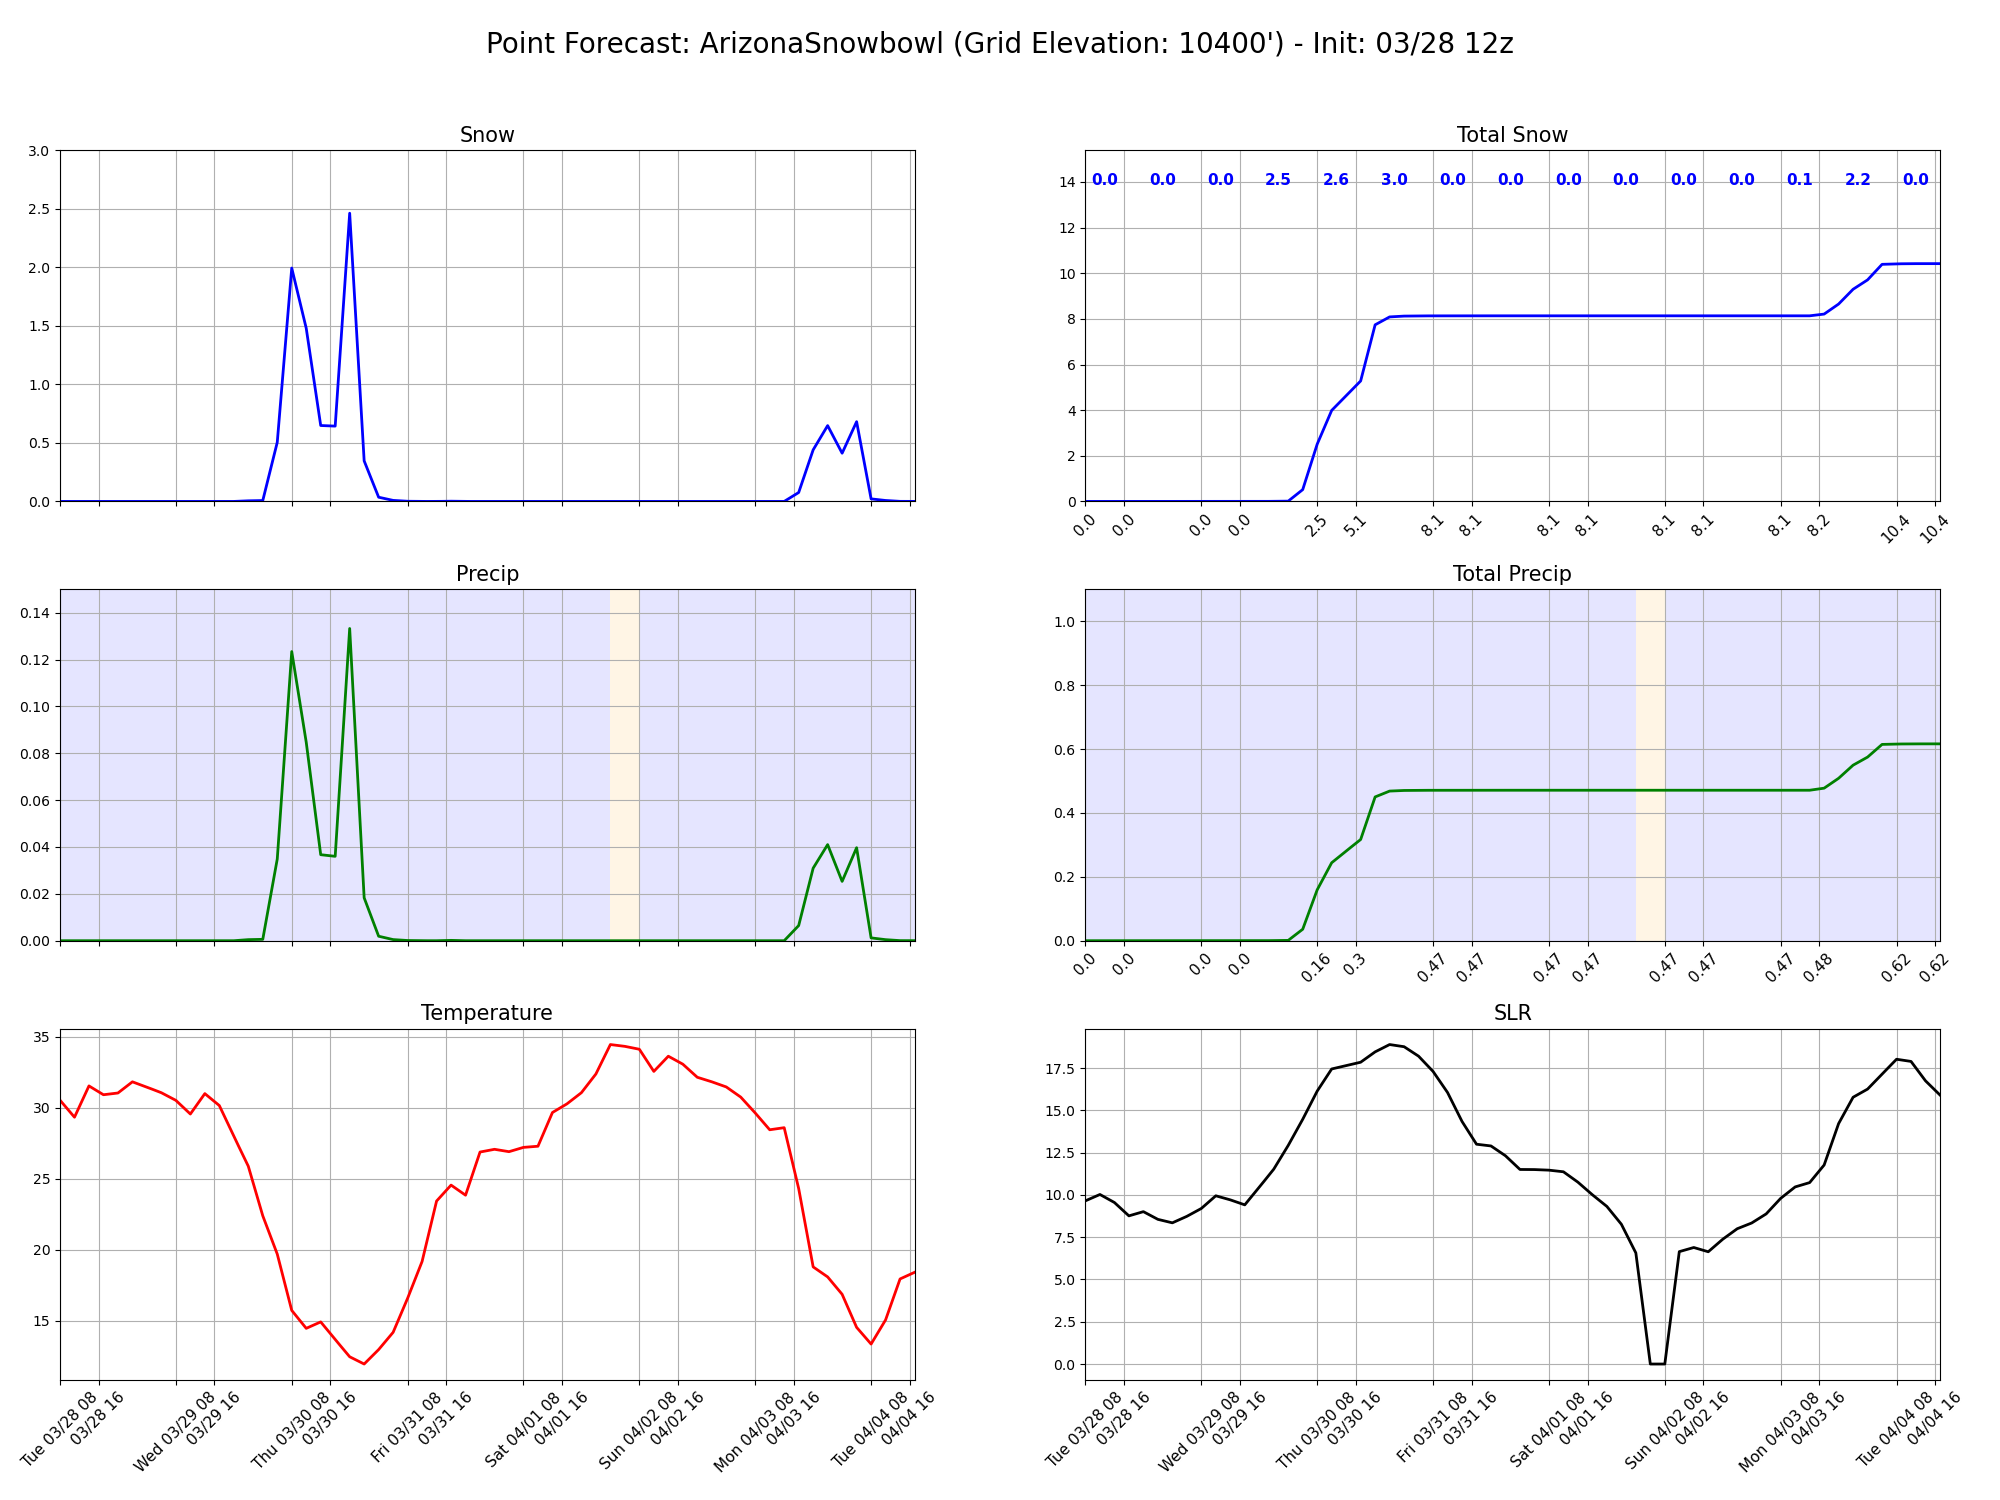 Point Forecast: ArizonaSnowbowl (Grid Elevation: 10400') - Init: 03/28 12z
Snow
3.0
2.5
2.0
1.5
1.0
0.5
0.0
Total Snow
0.0 0.0 0.0 2.5 2.6 3.0 0.0 0.0 0.0 0.0 0.0 0.0 0.1 2.2 0.0
14
12
10
8
6
4
2
0
0.0 0.0 0.0 0.0 2.5 5.1 8.1 8.1 8.1 8.1 8.1 8.1 8.1 8.2 10.4 10.4
Precip
0.14
0.12
0.10
0.08
0.06
0.04
0.02
0.00
Total Precip
1.0
0.8
0.6
0.4
0.2
0.0
0.0 0.0 0.0 0.0 0.16 0.3 0.47 0.47 0.47 0.47 0.47 0.47 0.47 0.48 0.62 0.62
Temperature
35
30
25
20
15
Tue 03/28 08
03/28 16
Wed 03/29 08
03/29 16
Thu 03/30 08
03/30 16
Fri 03/31 08
03/31 16
Sat 04/01 08
04/01 16
Sun 04/02 08
04/02 16
Mon 04/03 08
04/03 16
Tue 04/04 08
04/04 16
SLR
17.5
15.0
12.5
10.0
7.5
5.0
2.5
0.0
Tue 03/28 08
03/28 16
Wed 03/29 08
03/29 16
Thu 03/30 08
03/30 16
Fri 03/31 08
03/31 16
Sat 04/01 08
04/01 16
Sun 04/02 08
04/02 16
Mon 04/03 08
04/03 16
Tue 04/04 08
04/04 16